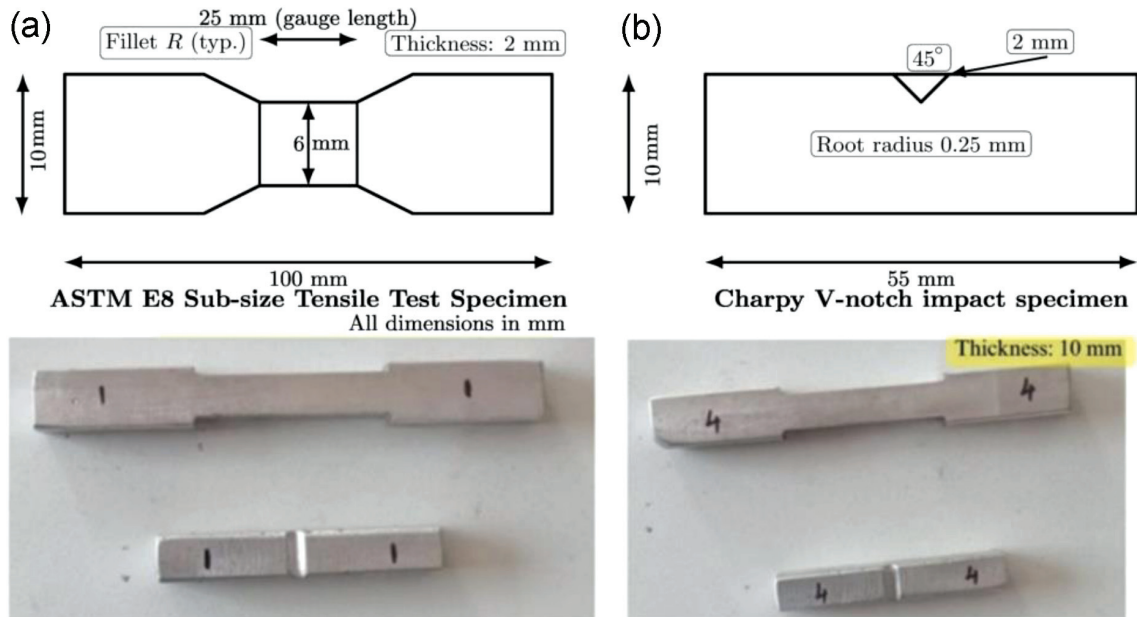 (a)
25 mm (gauge length)
Fillet R (typ.)
Thickness: 2 mm
10 mm
6 mm
100 mm
ASTM E8 Sub-size Tensile Test Specimen
All dimensions in mm
1 1
1 1
(b)
45°
2 mm
10 mm
Root radius 0.25 mm
55 mm
Charpy V-notch impact specimen
Thickness: 10 mm
4 4
4 4